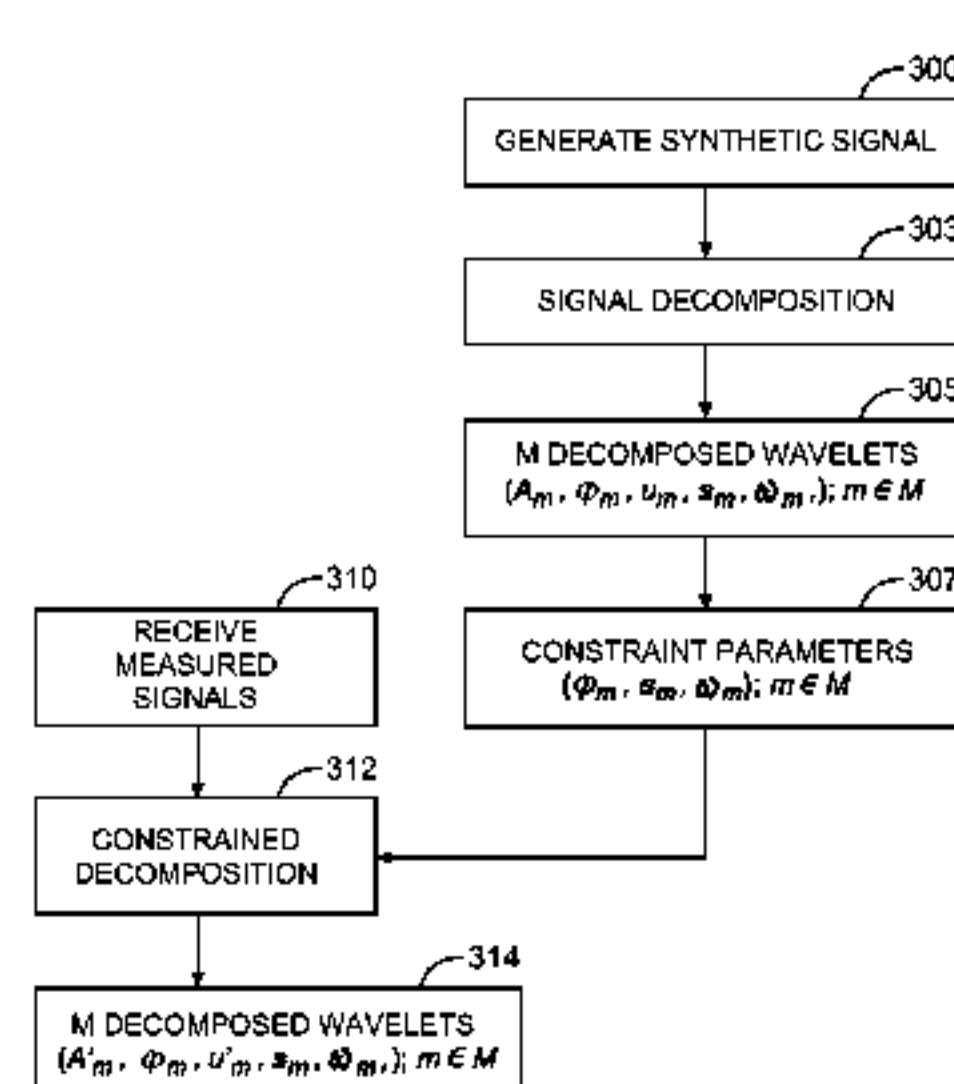 300
GENERATE SYNTHETIC SIGNAL
303
SIGNAL DECOMPOSITION
305
M DECOMPOSED WAVELETS
(Am, Φm, um, sm, ωm,); m ∈ M
307
CONSTRAINT PARAMETERS
(Φm, sm, ωm); m ∈ M
310
RECEIVE
MEASURED
SIGNALS
312
CONSTRAINED
DECOMPOSITION
314
M DECOMPOSED WAVELETS
(A'm, Φm, u'm, sm, ωm,); m ∈ M